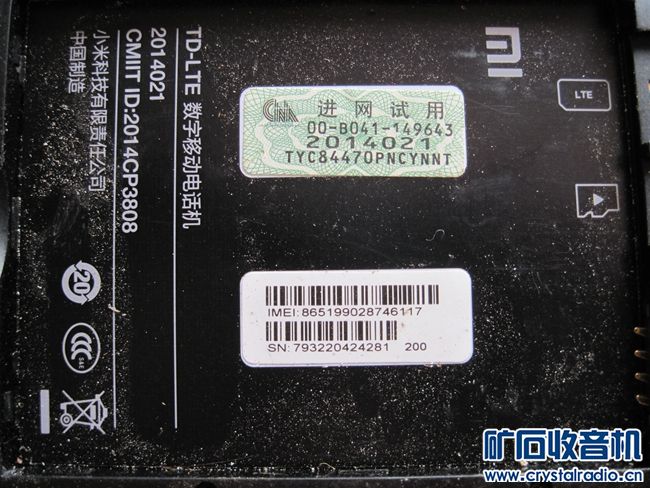 TD-LTE 数字移动电话机
2014021
CMIIT ID:2014CP3808
小米科技有限责任公司
中国制造
20
CCC
S&E
MI
LTE
CNA
进网试用
00-B041-149643
2014021
TYC84470PNCYNNT
IMEI:865199028746117
SN:793220424281 200
矿石收音机
www.crystalradio.cn